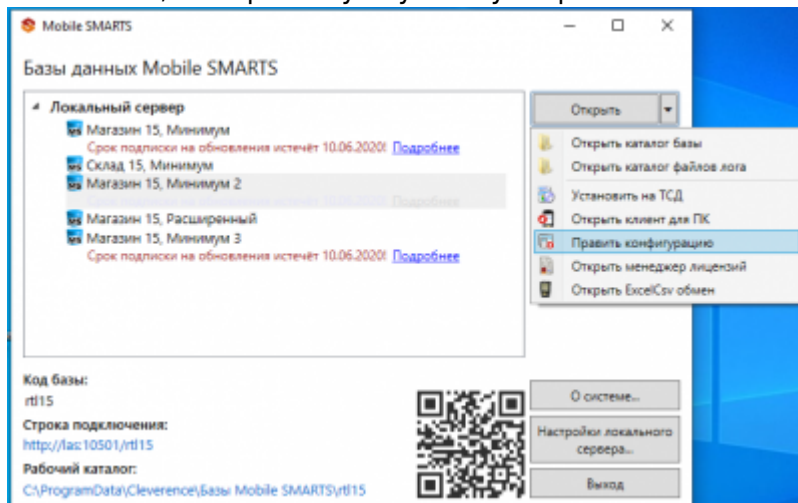 Mobile SMARTS
Базы данных Mobile SMARTS
Локальный сервер
Магазин 15, Минимум
Срок подписки на обновления истечёт 10.06.2020! Подробнее
Склад 15, Минимум
Магазин 15, Минимум 2
Подробнее
Магазин 15, Расширенный
Магазин 15, Минимум 3
Срок подписки на обновления истечёт 10.06.2020! Подробнее
Открыть
Открыть каталог базы
Открыть каталог файлов лога
Установить на ТСД
Открыть клиент для ПК
Править конфигурацию
Открыть менеджер лицензий
Открыть ExcelCsv обмен
Код базы:
rtl15
Строка подключения:
http://las:10501/rtl15
Рабочий каталог:
C:\ProgramData\Cleverence\Базы Mobile SMARTS\rtl15
О системе...
Настройки локального
сервера...
Выход